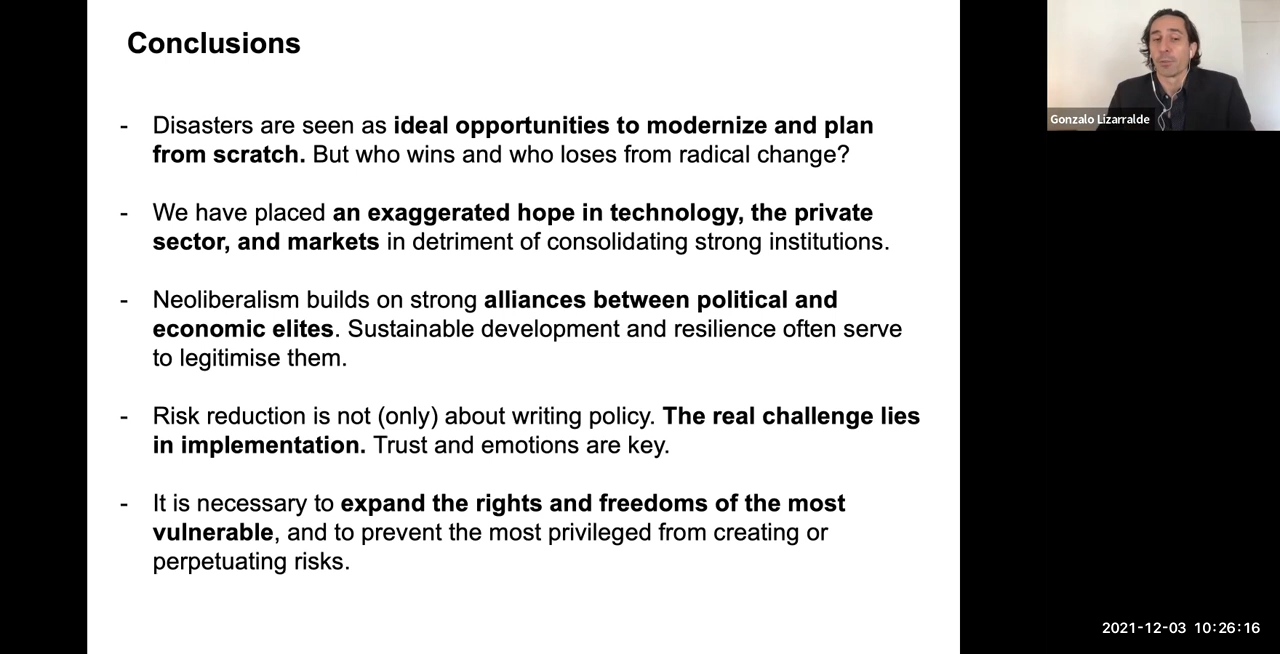 Conclusions
- Disasters are seen as ideal opportunities to modernize and plan
from scratch. But who wins and who loses from radical change?
- We have placed an exaggerated hope in technology, the private
sector, and markets in detriment of consolidating strong institutions.
- Neoliberalism builds on strong alliances between political and
economic elites. Sustainable development and resilience often serve
to legitimise them.
- Risk reduction is not (only) about writing policy. The real challenge lies
in implementation. Trust and emotions are key.
- It is necessary to expand the rights and freedoms of the most
vulnerable, and to prevent the most privileged from creating or
perpetuating risks.
Gonzalo Lizarralde
2021-12-03 10:26:16